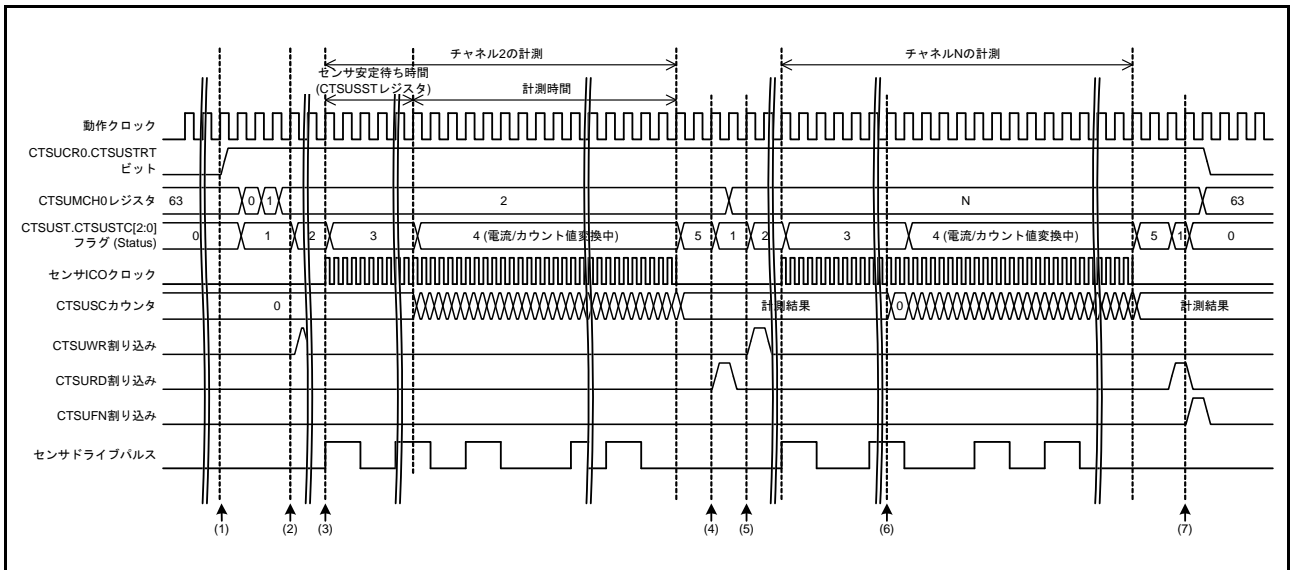 チャネル2の計測
チャネルNの計測
センサ安定待ち時間
(CTSUSSTレジスタ)
計測時間
動作クロック
CTSUCR0.CTSUSTRT
ビット
CTSUMCH0レジスタ
63
0
1
2
N
63
CTSUST.CTSUSTC[2:0]
フラグ (Status)
0
1
2
3
4 (電流/カウント値変換中)
5
1
2
3
4 (電流/カウント値変換中)
5
1
0
センサICOクロック
CTSUSCカウンタ
0
計測結果
0
計測結果
CTSUWR割り込み
CTSURD割り込み
CTSUFN割り込み
センサドライブパルス
(1)
(2)
(3)
(4)
(5)
(6)
(7)